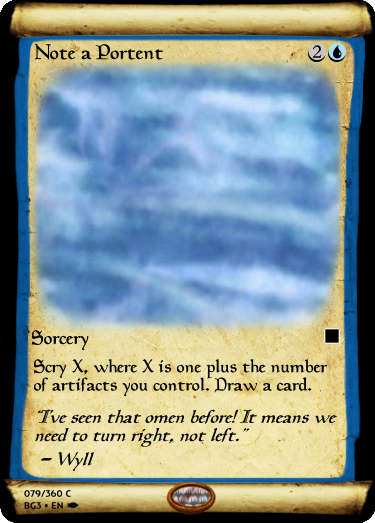 Note a Portent 2
Sorcery
Scry X, where X is one plus the number
of artifacts you control. Draw a card.
"I've seen that omen before! It means we
need to turn right, not left."
– Wyll
079/360 C
BG3 • EN